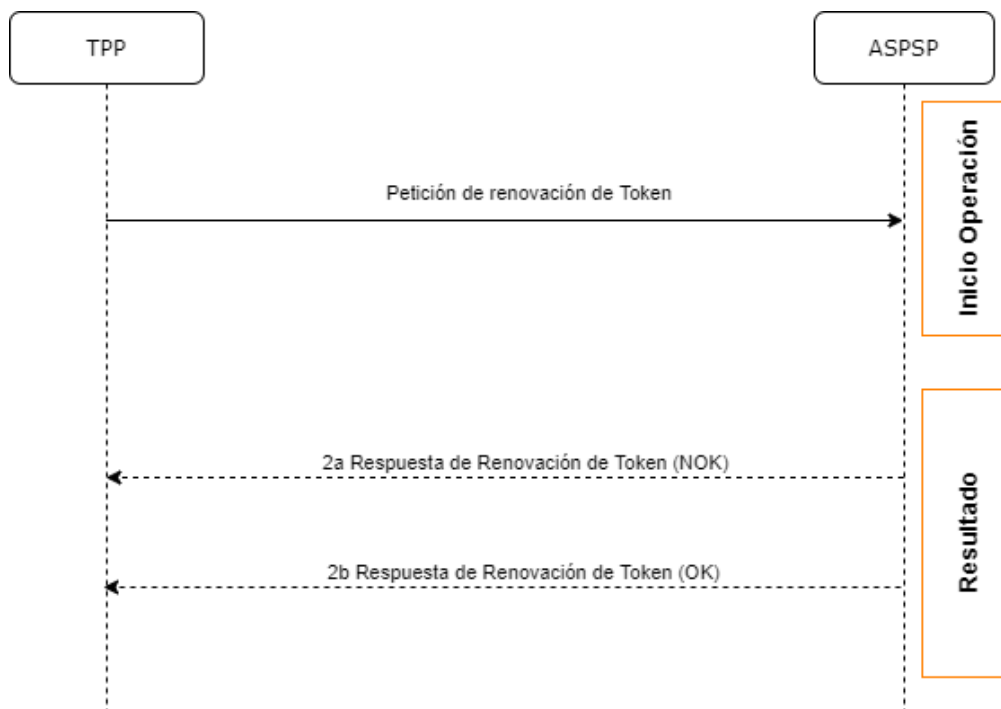 TPP
ASPSP
Inicio Operación
Petición de renovación de Token
2a Respuesta de Renovación de Token (NOK)
Resultado
2b Respuesta de Renovación de Token (OK)